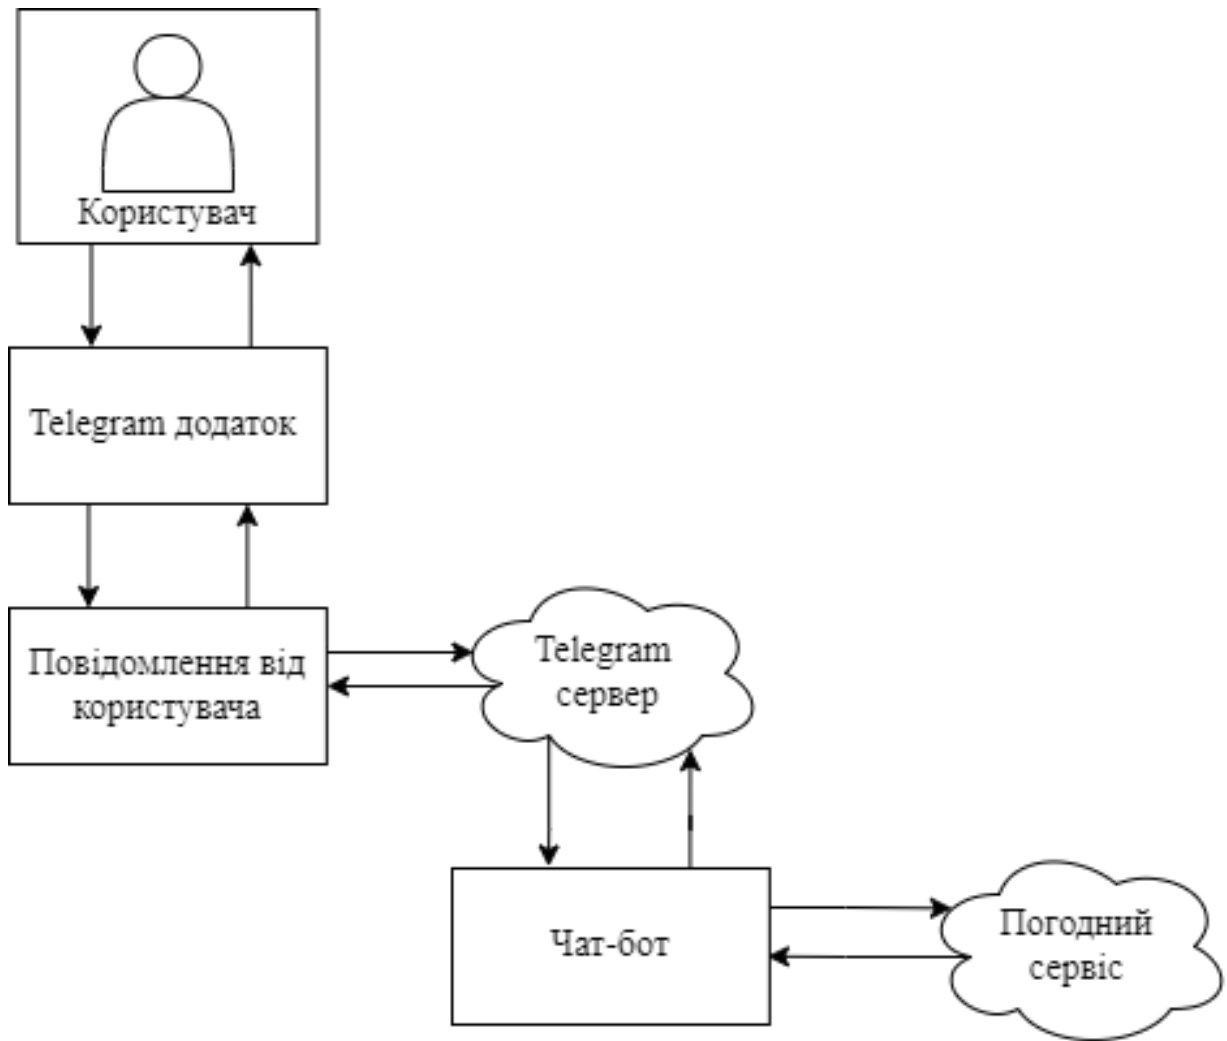 Користувач
Telegram додаток
Повідомлення від
користувача
Telegram
сервер
Чат-бот
Погодний
сервіс